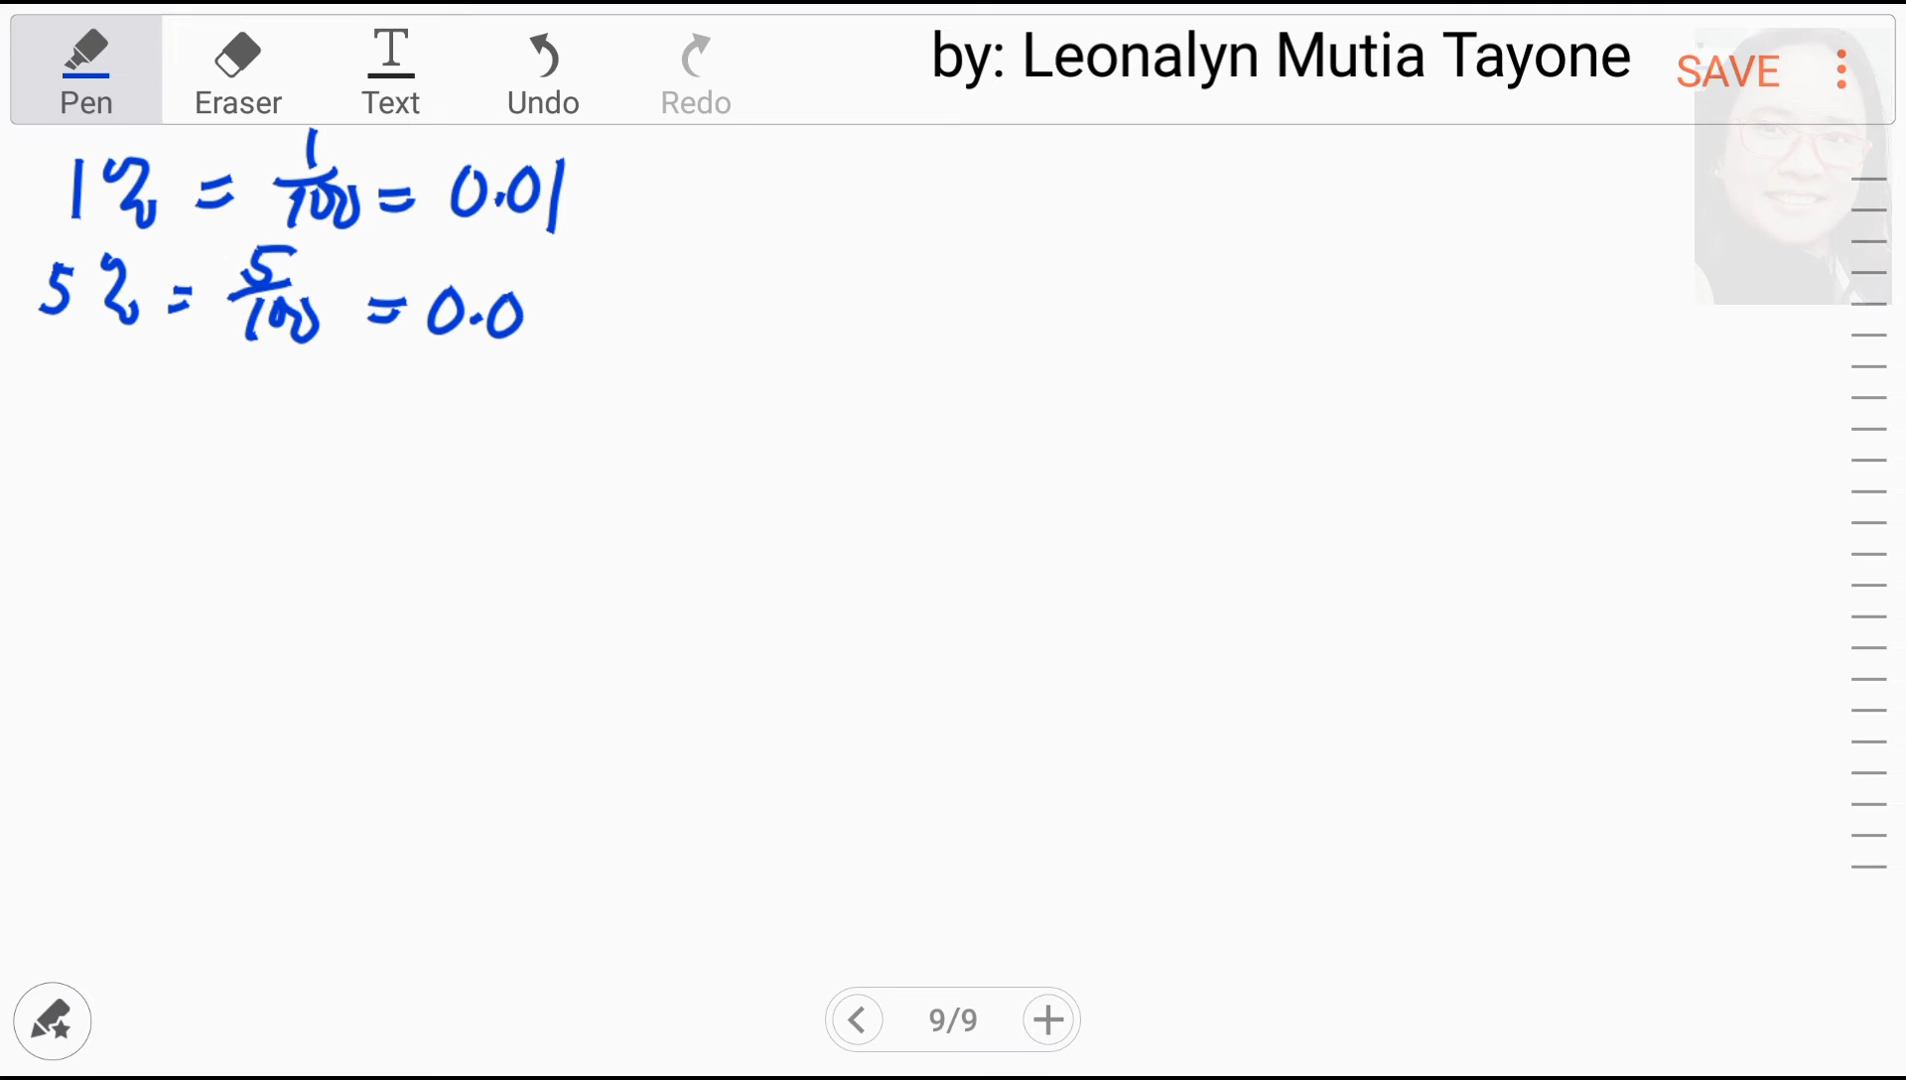 by: Leonalyn Mutia Tayone
SAVE
Pen Eraser Text Undo Redo
1% = 1/100 = 0.01
5% = 5/100 = 0.0
9/9